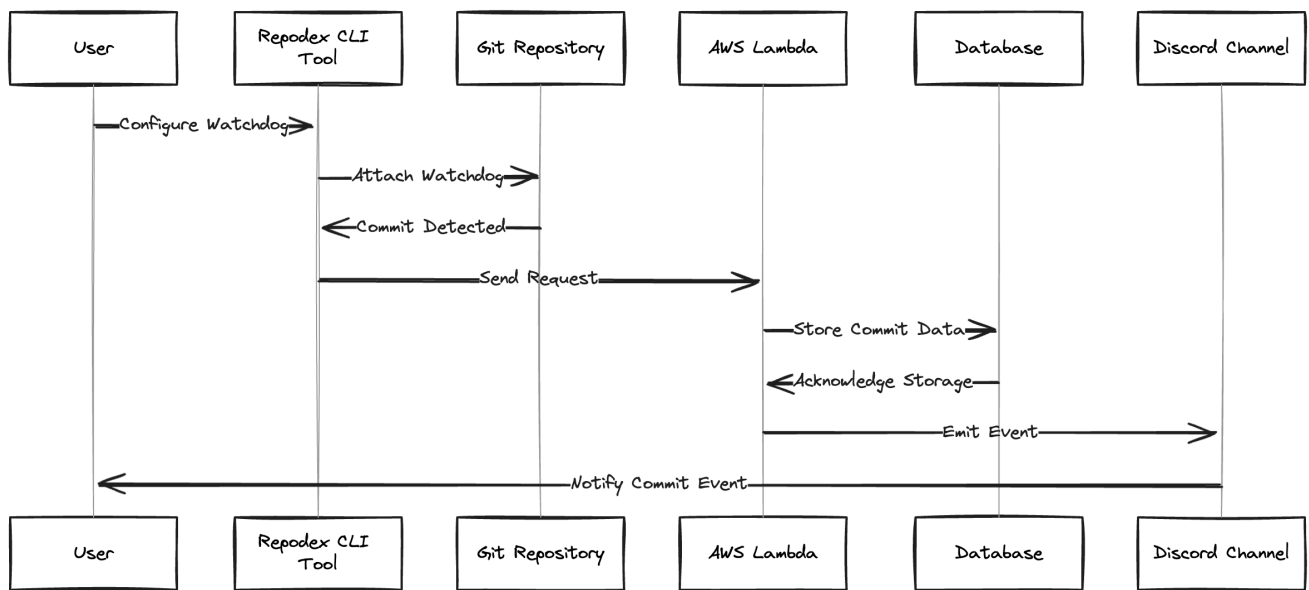 User
Repodex CLI
Tool
Git Repository
AWS Lambda
Database
Discord Channel
Configure Watchdog
Attach Watchdog
Commit Detected
Send Request
Store Commit Data
Acknowledge Storage
Emit Event
Notify Commit Event
User
Repodex CLI
Tool
Git Repository
AWS Lambda
Database
Discord Channel